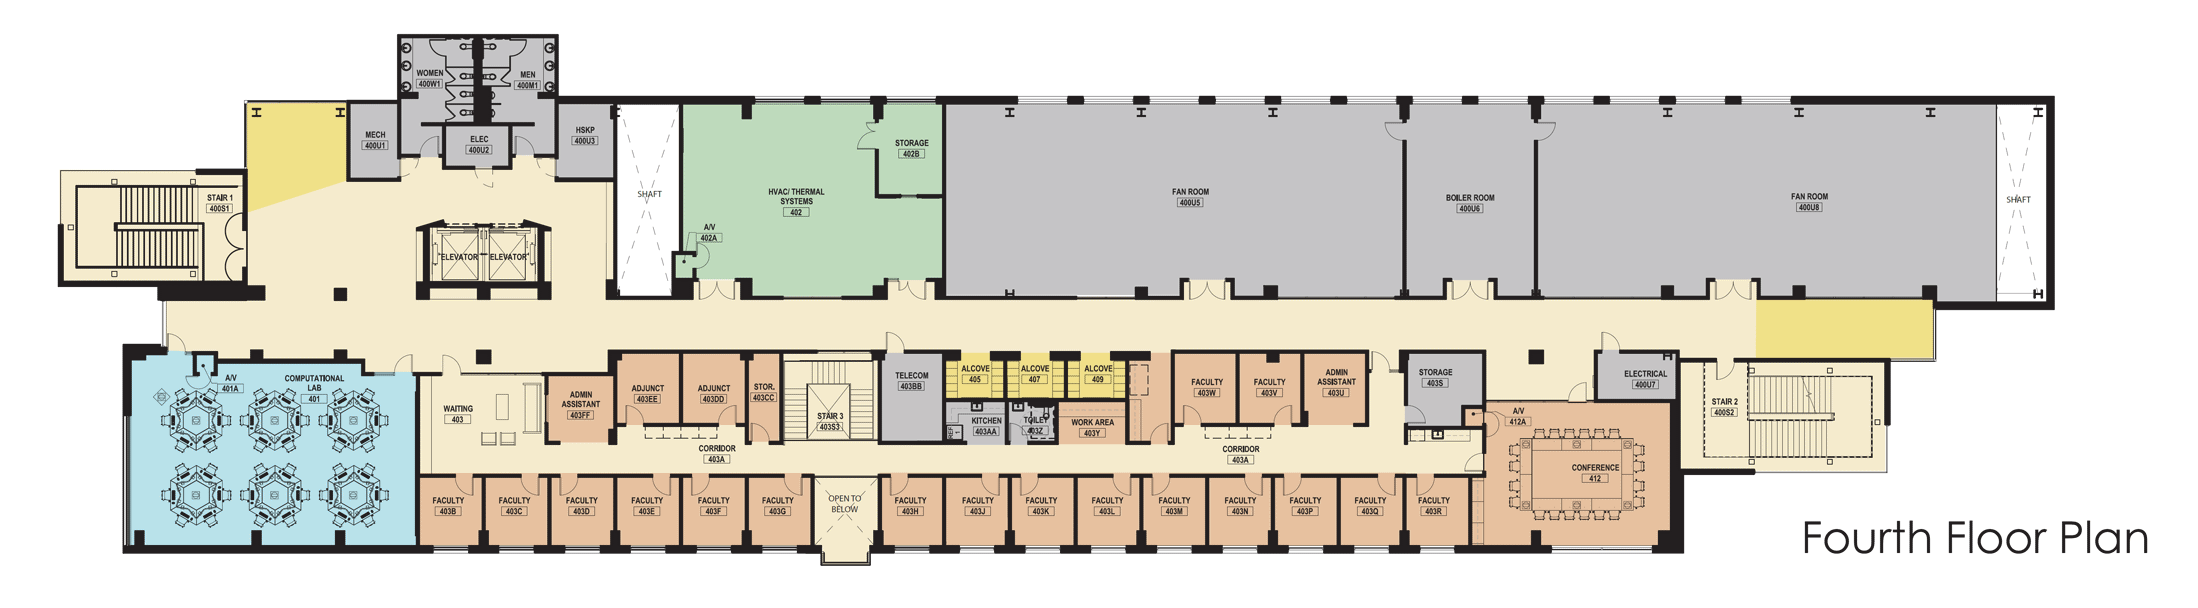 WOMEN
400W1
MEN
400M1
MECH
400U1
ELEC
400U2
HSKP
400U3
STAIR 1
400S1
ELEVATOR
ELEVATOR
SHAFT
HVAC/ THERMAL
SYSTEMS
402
A/V
402A
STORAGE
402B
FAN ROOM
400U5
BOILER ROOM
400U6
FAN ROOM
400U8
SHAFT
A/V
401A
COMPUTATIONAL
LAB
401
WAITING
403
ADMIN
ASSISTANT
403FF
ADJUNCT
403EE
ADJUNCT
403DD
STOR.
403CC
STAIR 3
403S3
TELECOM
403BB
ALCOVE
405
ALCOVE
407
ALCOVE
409
REF
1
KITCHEN
403AA
TOILEY
403Z
WORK AREA
403Y
FACULTY
403W
FACULTY
403V
ADMIN
ASSISTANT
403U
STORAGE
403S
A/V
412A
ELECTRICAL
400U7
STAIR 2
400S2
CORRIDOR
403A
CORRIDOR
403A
CONFERENCE
412
FACULTY
403B
FACULTY
403C
FACULTY
403D
FACULTY
403E
FACULTY
403F
FACULTY
403G
OPEN TO
BELOW
FACULTY
403H
FACULTY
403J
FACULTY
403K
FACULTY
403L
FACULTY
403M
FACULTY
403N
FACULTY
403P
FACULTY
403Q
FACULTY
403R
Fourth Floor Plan